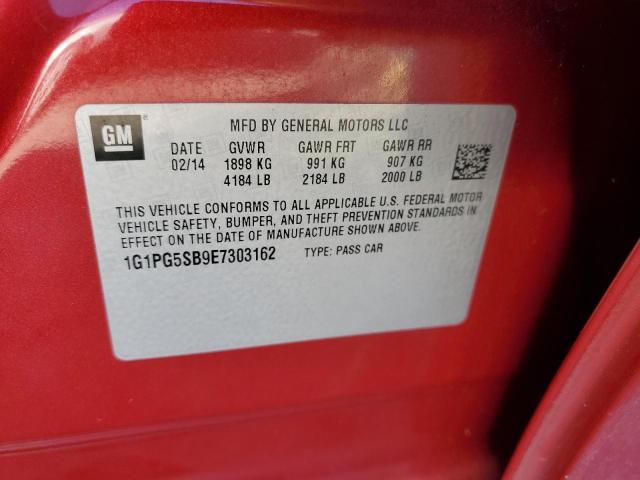 GM
MFD BY GENERAL MOTORS LLC
DATE GVWR GAWR FRT GAWR RR
02/14 1898 KG 991 KG 907 KG
4184 LB 2184 LB 2000 LB
THIS VEHICLE CONFORMS TO ALL APPLICABLE U.S. FEDERAL MOTOR
VEHICLE SAFETY, BUMPER, AND THEFT PREVENTION STANDARDS IN
EFFECT ON THE DATE OF MANUFACTURE SHOWN ABOVE.
1G1PG5SB9E7303162 TYPE: PASS CAR